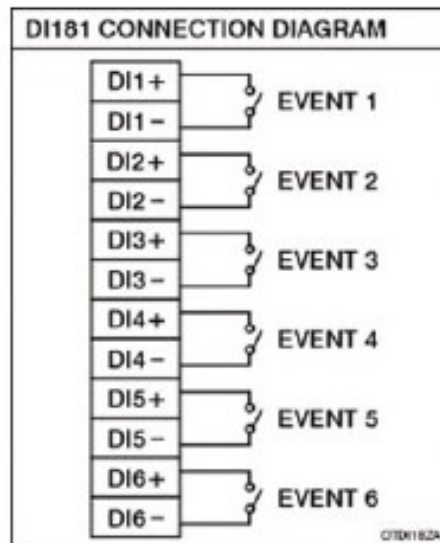 DI181 CONNECTION DIAGRAM
DI1+
EVENT 1
DI1-
DI2+
EVENT 2
DI2-
DI3+
EVENT 3
DI3-
DI4+
EVENT 4
DI4-
DI5+
EVENT 5
DI5-
DI6+
EVENT 6
DI6-